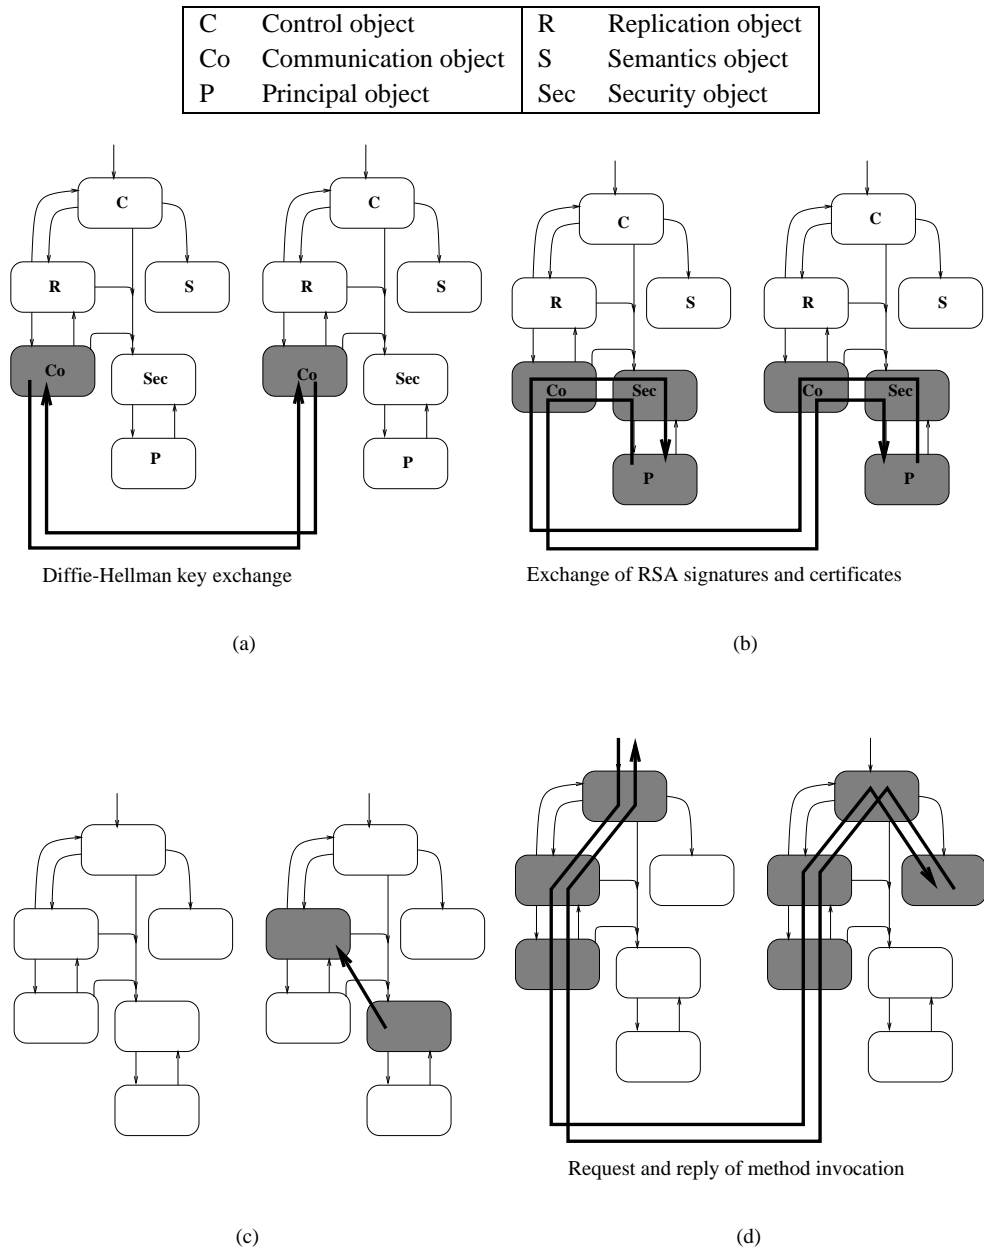 C Control object R Replication object
Co Communication object S Semantics object
P Principal object Sec Security object
C C
C C
R S R S
R S R S
Co Sec Co Sec
Co Sec Co Sec
P P
P P
Diffie-Hellman key exchange
Exchange of RSA signatures and certificates
(a) (b)
Request and reply of method invocation
(c) (d)